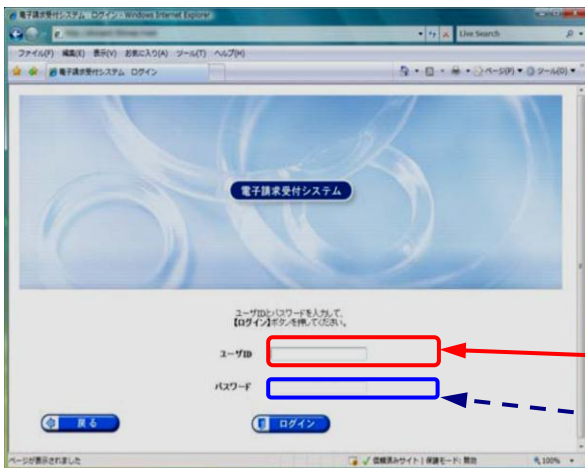 電子請求受付システム ログイン - Windows Internet Explorer
Live Search
ファイル(F) 編集(E) 表示(V) お気に入り(A) ツール(T) ヘルプ(H)
電子請求受付システム ログイン
ページ(P) ツール(O)
電子請求受付システム
ユーザIDとパスワードを入力して、
【ログイン】ボタンを押してください。
ユーザID
パスワード
戻る ログイン
ページが表示されました
信頼済みサイト | 保護モード: 無効 100%